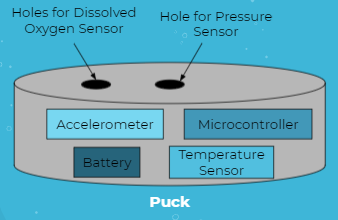 Holes for Dissolved
Oxygen Sensor
Hole for Pressure
Sensor
Accelerometer
Microcontroller
Battery
Temperature
Sensor
Puck